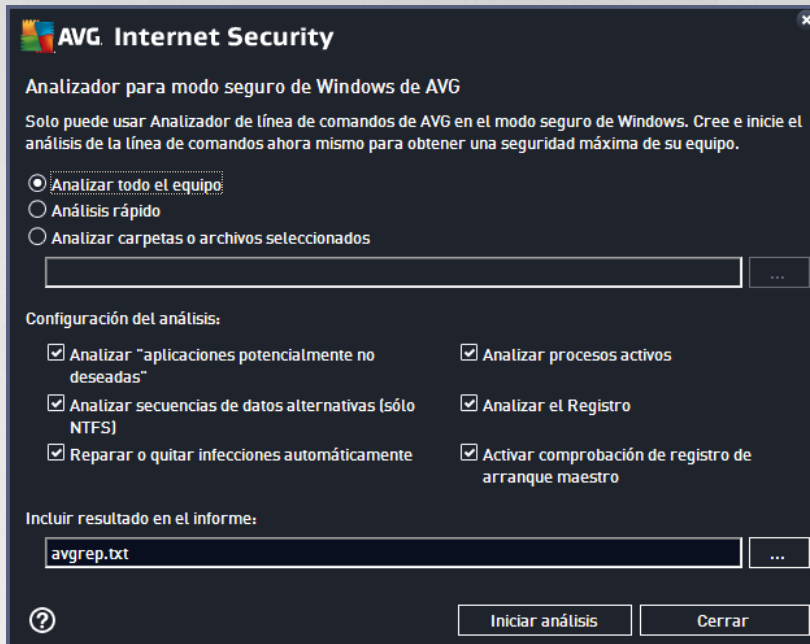 AVG. Internet Security
Analizador para modo seguro de Windows de AVG
Solo puede usar Analizador de línea de comandos de AVG en el modo seguro de Windows. Cree e inicie el
análisis de la línea de comandos ahora mismo para obtener una seguridad máxima de su equipo.
Analizar todo el equipo
Análisis rápido
Analizar carpetas o archivos seleccionados
...
Configuración del análisis:
Analizar "aplicaciones potencialmente no
deseadas"
Analizar procesos activos
Analizar secuencias de datos alternativas (sólo
NTFS)
Analizar el Registro
Reparar o quitar infecciones automáticamente
Activar comprobación de registro de
arranque maestro
Incluir resultado en el informe:
avgrep.txt
...
?
Iniciar análisis
Cerrar